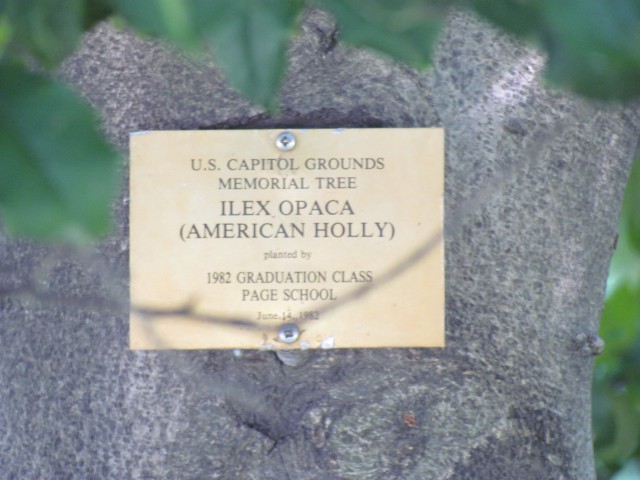 U.S. CAPITOL GROUNDS
MEMORIAL TREE
ILEX OPACA
(AMERICAN HOLLY)
planted by
1982 GRADUATION CLASS
PAGE SCHOOL
June 14, 1982